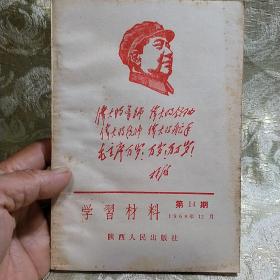 伟大的导师 伟大的领袖
伟大的统帅 伟大的舵手
毛主席万岁！万岁！万万岁！
林彪
学習材料
第14期
1968年12月
陕西人民出版社